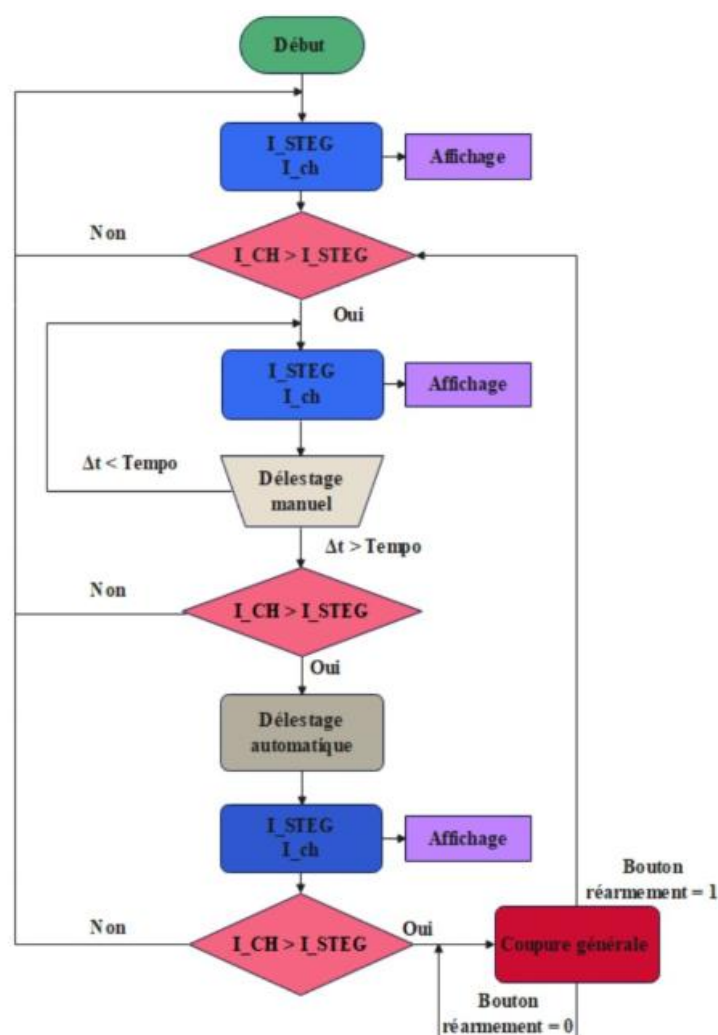 Début
I_STEG
I_ch
Affichage
Non
I_CH > I_STEG
Oui
I_STEG
I_ch
Affichage
Δt < Tempo
Délestage
manuel
Δt > Tempo
Non
I_CH > I_STEG
Oui
Délestage
automatique
I_STEG
I_ch
Affichage
Bouton
réarmement = 1
Non
I_CH > I_STEG
Oui
Coupure générale
Bouton
réarmement = 0